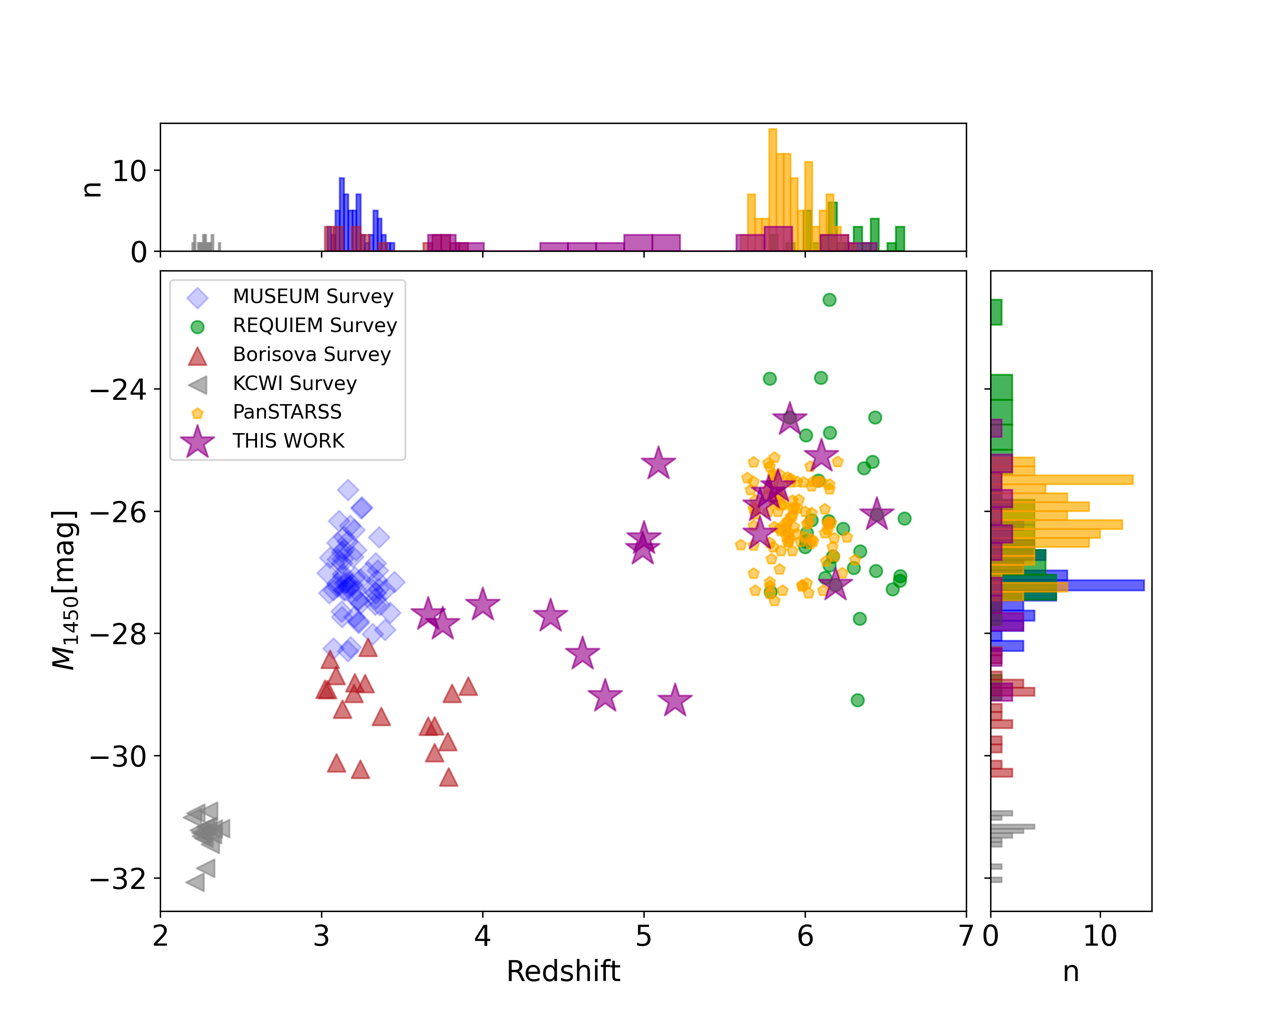 10
0
n
MUSEUM Survey
REQUIEM Survey
Borisova Survey
KCWI Survey
PanSTARSS
THIS WORK
−24
−26
−28
−30
−32
M1450[mag]
2 3 4 5 6 7
Redshift
0 10
n